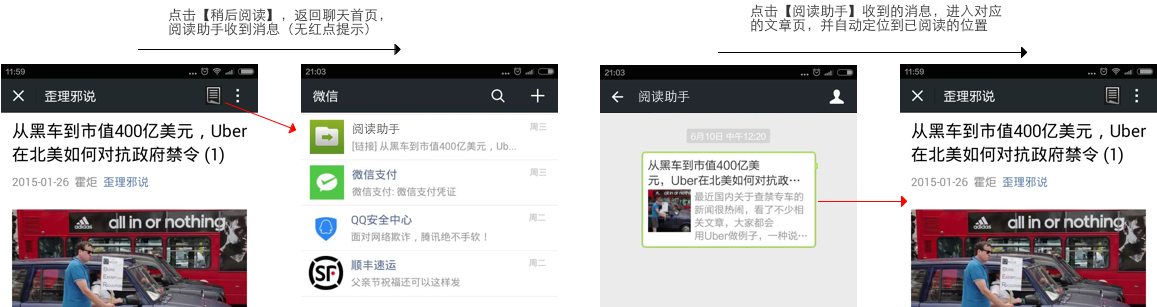 点击【稍后阅读】，返回聊天首页，
阅读助手收到消息（无红点提示）
点击【阅读助手】收到的消息，进入对应
的文章页，并自动定位到已阅读的位置
11:59
歪理邪说
从黑车到市值400亿美元，Uber
在北美如何对抗政府禁令 (1)
2015-01-26 霍炬 歪理邪说
all in or nothing
adidas
21:03
微信
阅读助手
周三
[链接] 从黑车到市值400亿美元，Ub...
微信支付
周三
微信支付: 微信支付凭证
QQ安全中心
周二
面对网络欺诈，腾讯绝不手软！
SF
顺丰速运
周二
父亲节祝福还可以这样发
21:03
阅读助手
6月10日 中午12:20
从黑车到市值400亿美
元，Uber在北美如何对抗政…
最近国内关于查禁专车的
新闻很热闹，看了不少相
关文章，大家都会
用Uber做例子，一种说…
11:59
歪理邪说
从黑车到市值400亿美元，Uber
在北美如何对抗政府禁令 (1)
2015-01-26 霍炬 歪理邪说
all in or nothing
adidas